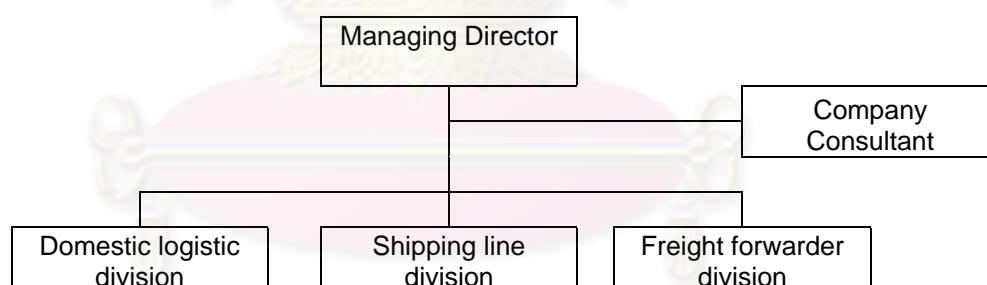 Managing Director
Company
Consultant
Domestic logistic
division
Shipping line
division
Freight forwarder
division